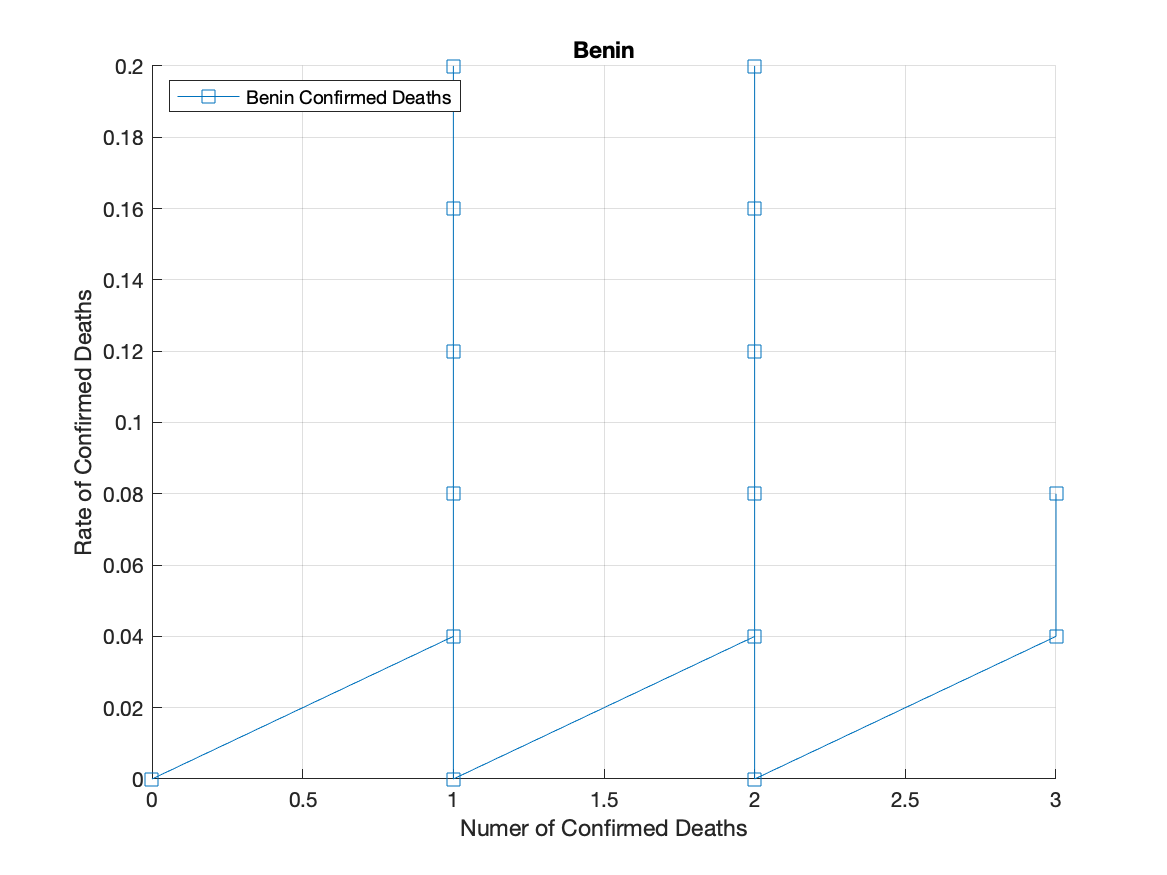 Benin
Benin Confirmed Deaths
Rate of Confirmed Deaths
0.2
0.18
0.16
0.14
0.12
0.1
0.08
0.06
0.04
0.02
0
0 0.5 1 1.5 2 2.5 3
Numer of Confirmed Deaths